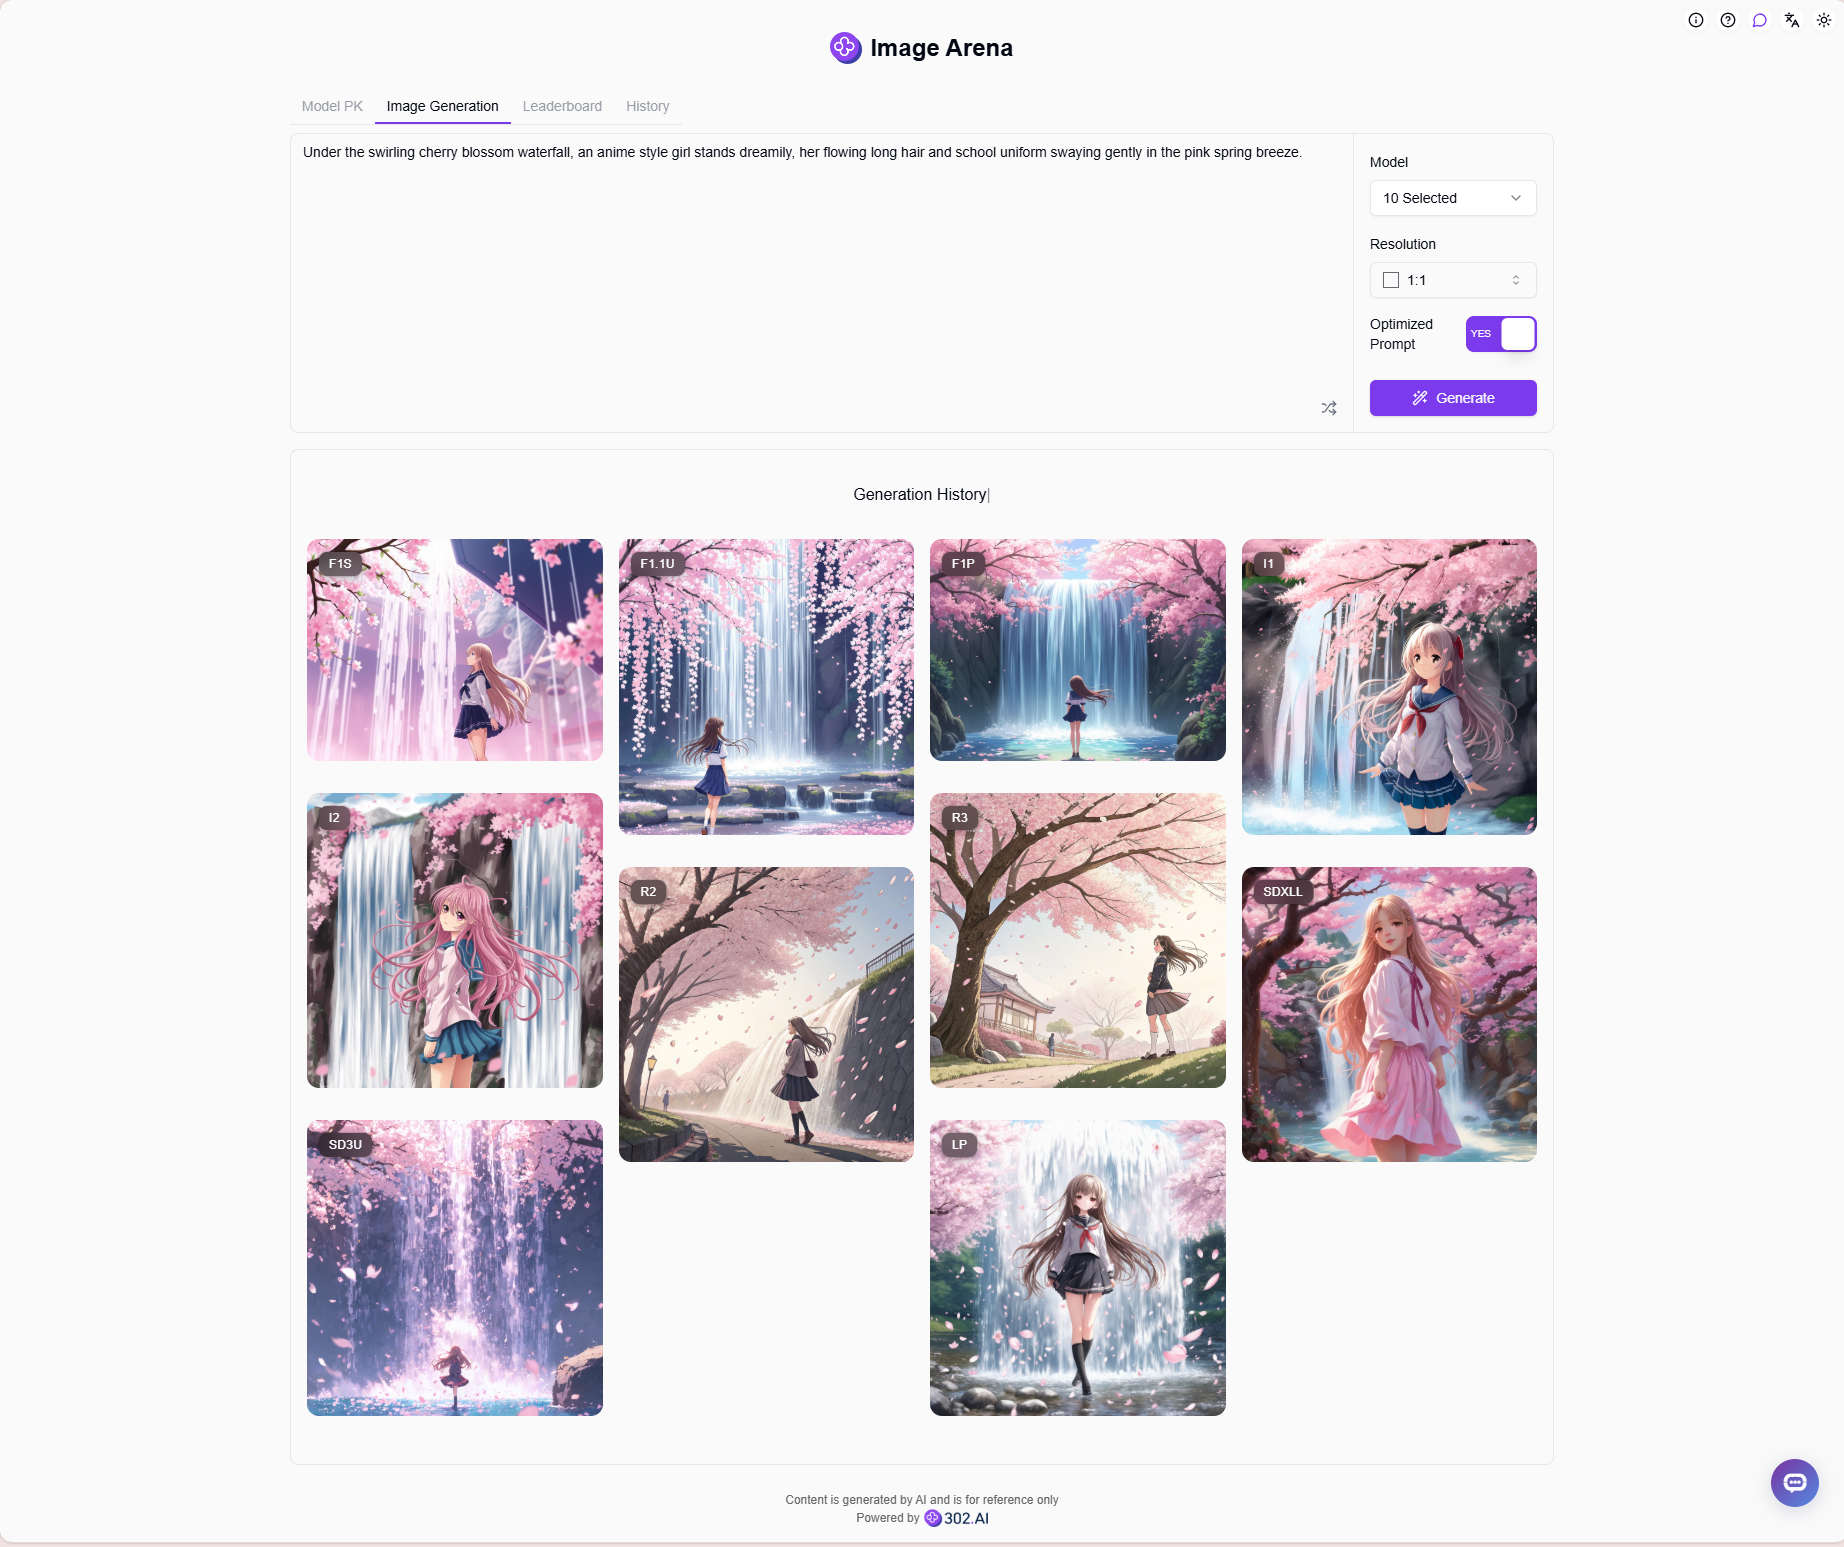 Image Arena
Model PK
Image Generation
Leaderboard
History
Under the swirling cherry blossom waterfall, an anime style girl stands dreamily, her flowing long hair and school uniform swaying gently in the pink spring breeze.
Model
10 Selected
Resolution
1:1
Optimized
Prompt
YES
Generate
Generation History
F1S
F1.1U
F1P
I1
I2
R2
R3
SDXLL
SD3U
LP
Content is generated by AI and is for reference only
Powered by 302.AI